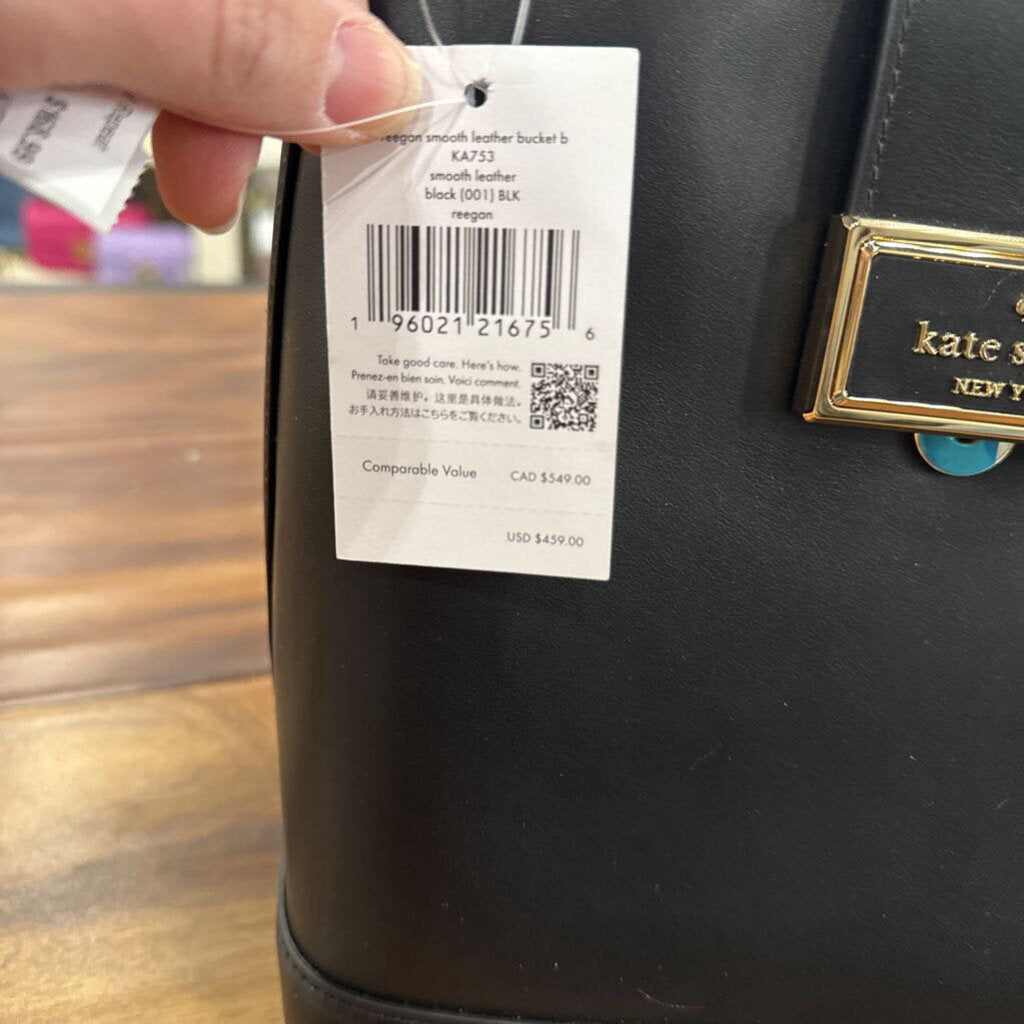 reegan smooth leather bucket b
KA753
smooth leather
black (001) BLK
reegan
1 96021 21675 6
Take good care. Here's how.
Prenez-en bien soin. Voici comment.
请妥善维护。这里是具体做法。
お手入れ方法はこちらをご覧ください。
Comparable Value CAD $549.00
USD $459.00
kate s
NEW Y